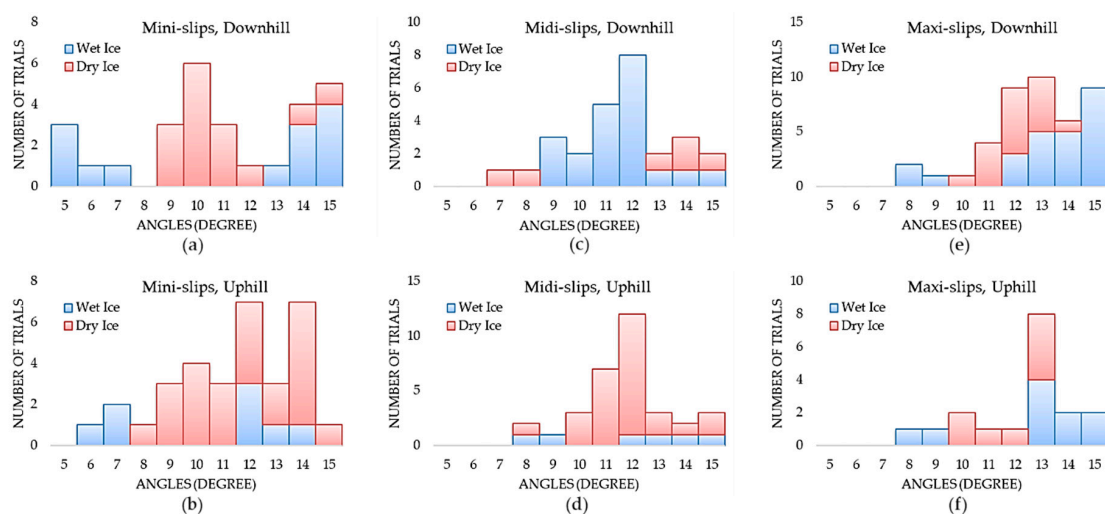 Mini-slips, Downhill
Wet Ice
Dry Ice
NUMBER OF TRIALS
8
6
4
2
0
5 6 7 8 9 10 11 12 13 14 15
ANGLES (DEGREE)
(a)
Midi-slips, Downhill
Wet Ice
Dry Ice
NUMBER OF TRIALS
10
8
6
4
2
0
5 6 7 8 9 10 11 12 13 14 15
ANGLES (DEGREE)
(c)
Maxi-slips, Downhill
Wet Ice
Dry Ice
NUMBER OF TRIALS
15
10
5
0
5 6 7 8 9 10 11 12 13 14 15
ANGLES (DEGREE)
(e)
Mini-slips, Uphill
Wet Ice
Dry Ice
NUMBER OF TRIALS
8
6
4
2
0
5 6 7 8 9 10 11 12 13 14 15
ANGLES (DEGREE)
(b)
Midi-slips, Uphill
Wet Ice
Dry Ice
NUMBER OF TRIALS
15
10
5
0
5 6 7 8 9 10 11 12 13 14 15
ANGLES (DEGREE)
(d)
Maxi-slips, Uphill
Wet Ice
Dry Ice
NUMBER OF TRIALS
10
8
6
4
2
0
5 6 7 8 9 10 11 12 13 14 15
ANGLES (DEGREE)
(f)